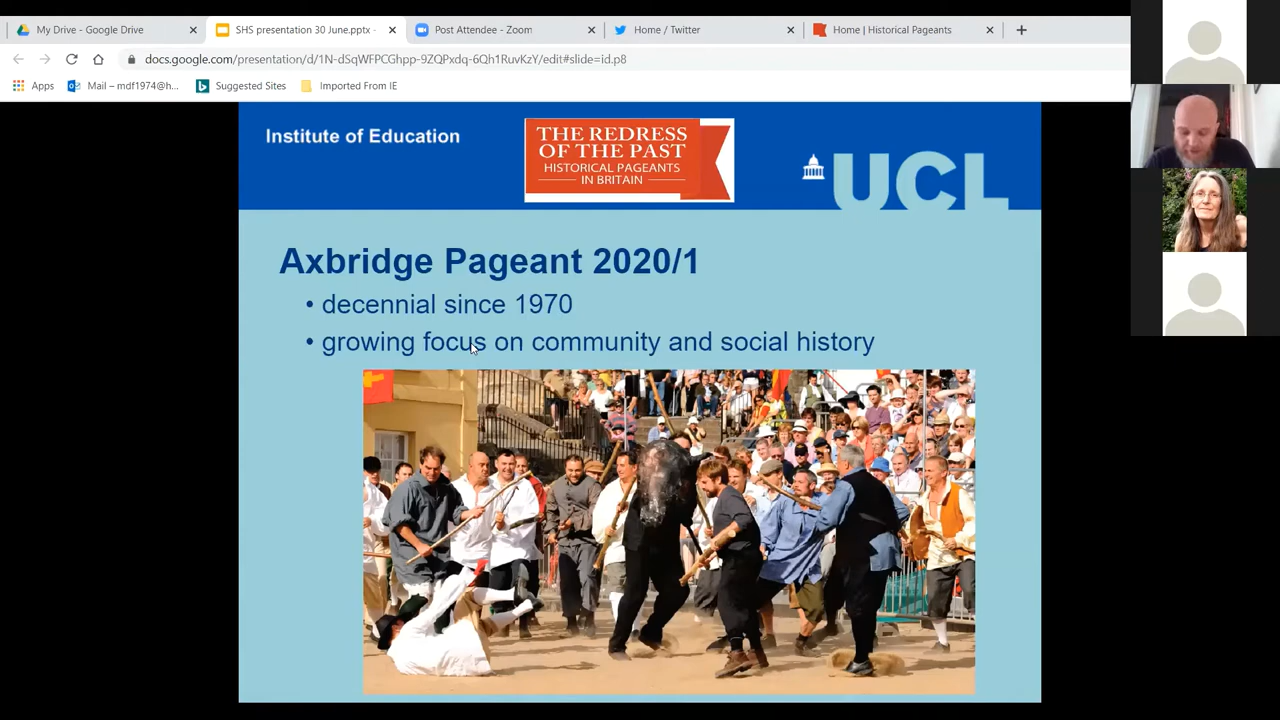 My Drive - Google Drive
SHS presentation 30 June.pptx -
Post Attendee - Zoom
Home / Twitter
Home | Historical Pageants
docs.google.com/presentation/d/1N-dSqWFPCGhpp-9ZQPxdq-6Qh1RuvKzY/edit#slide=id.p8
Apps
Mail – mdf1974@h...
Suggested Sites
Imported From IE
Institute of Education
THE REDRESS
OF THE PAST
HISTORICAL PAGEANTS
IN BRITAIN
UCL
Axbridge Pageant 2020/1
• decennial since 1970
• growing focus on community and social history